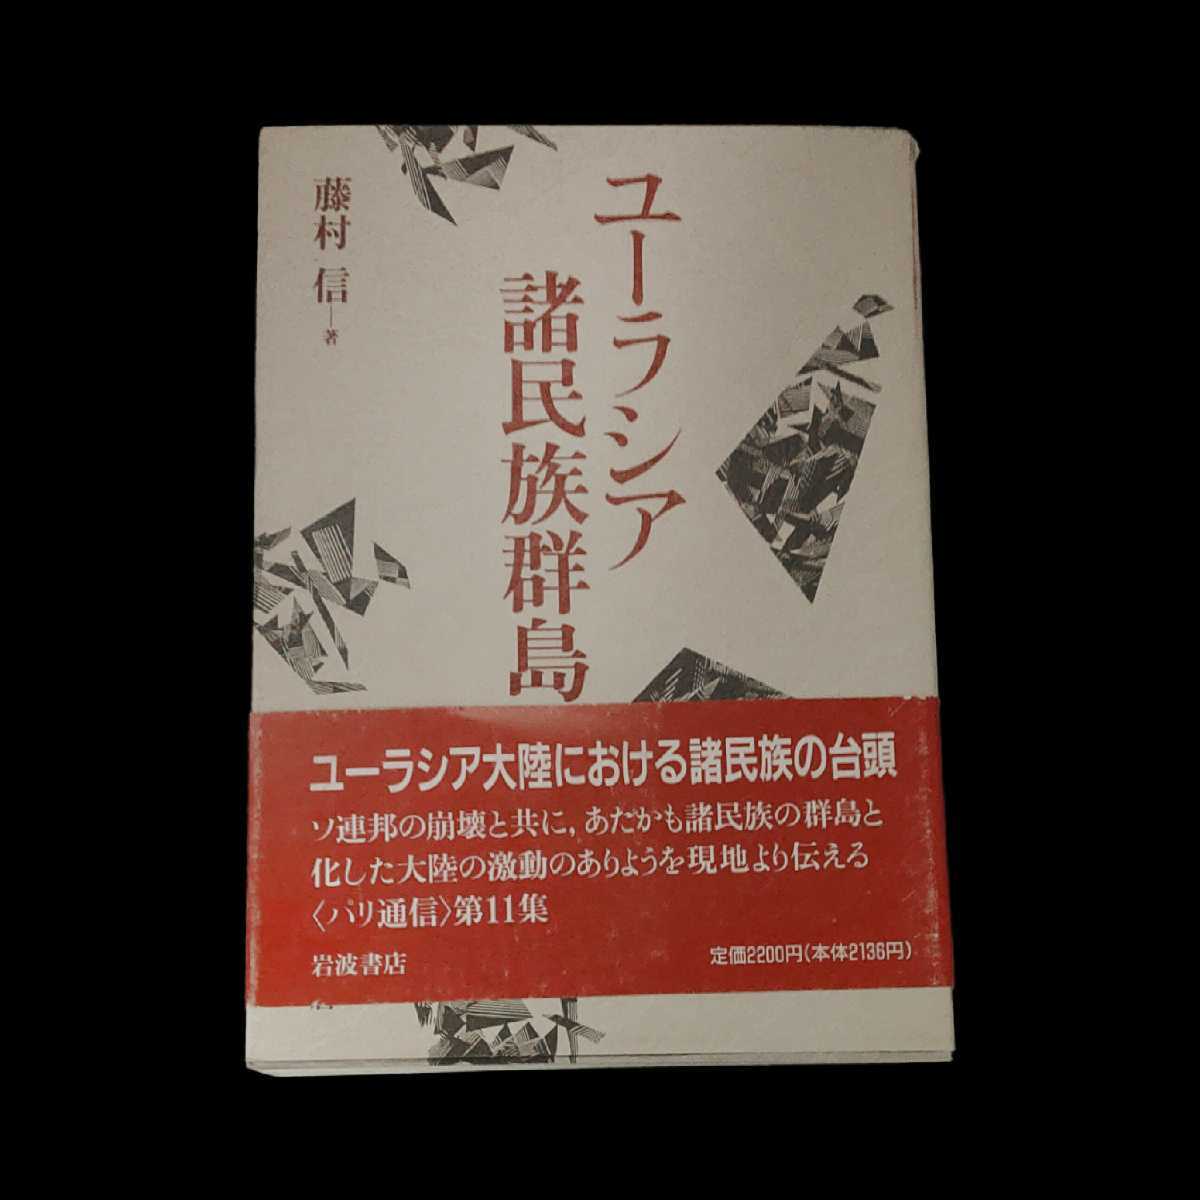 ユーラシア
諸民族群島
藤村 信―著
ユーラシア大陸における諸民族の台頭
ソ連邦の崩壊と共に，あたかも諸民族の群島と
化した大陸の激動のありようを現地より伝える
〈パリ通信〉第11集
岩波書店
定価2200円（本体2136円）